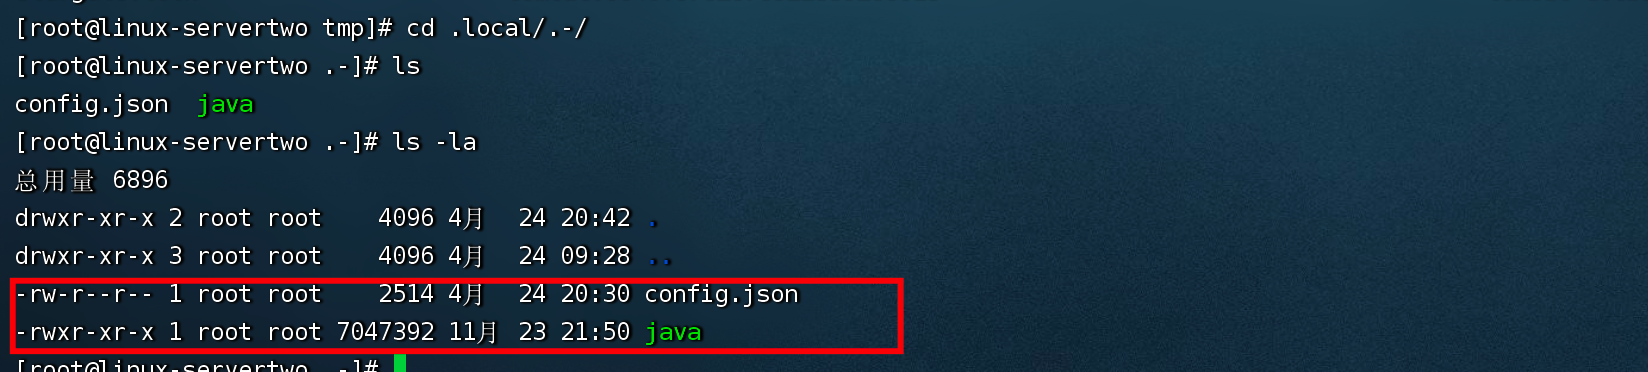 [root@linux-servertwo tmp]# cd .local/.-/
[root@linux-servertwo .-]# ls
config.json  java
[root@linux-servertwo .-]# ls -la
总用量 6896
drwxr-xr-x 2 root root    4096 4月  24 20:42 .
drwxr-xr-x 3 root root    4096 4月  24 09:28 ..
-rw-r--r-- 1 root root    2514 4月  24 20:30 config.json
-rwxr-xr-x 1 root root 7047392 11月 23 21:50 java
[root@linux-servertwo .-]#